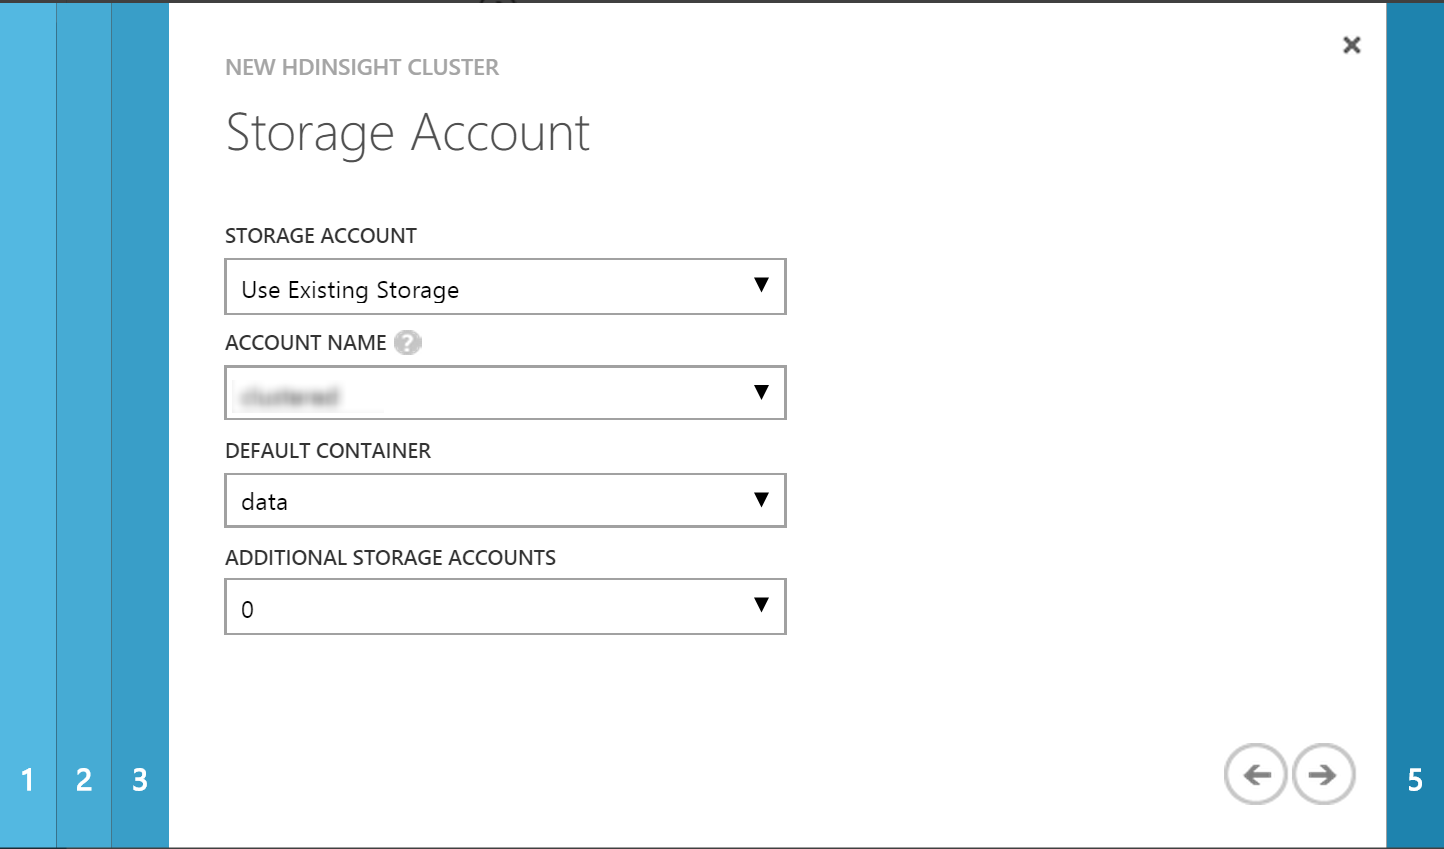 NEW HDINSIGHT CLUSTER
Storage Account
STORAGE ACCOUNT
Use Existing Storage
ACCOUNT NAME ?
DEFAULT CONTAINER
data
ADDITIONAL STORAGE ACCOUNTS
0
1 2 3 5